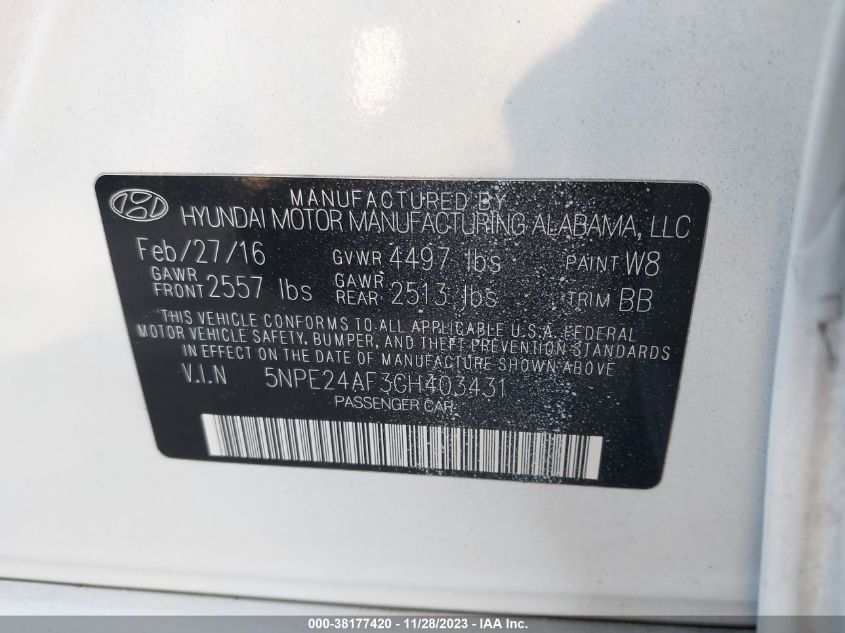 MANUFACTURED BY
HYUNDAI MOTOR MANUFACTURING ALABAMA, LLC
Feb/27/16 GVWR 4497 lbs PAINT W8
GAWR FRONT 2557 lbs GAWR REAR 2513 lbs TRIM BB
THIS VEHICLE CONFORMS TO ALL APPLICABLE U.S.A. FEDERAL
MOTOR VEHICLE SAFETY, BUMPER, AND THEFT PREVENTION STANDARDS
IN EFFECT ON THE DATE OF MANUFACTURE SHOWN ABOVE.
V.I.N 5NPE24AF3GH403431
PASSENGER CAR
000-38177420 - 11/28/2023 - IAA Inc.